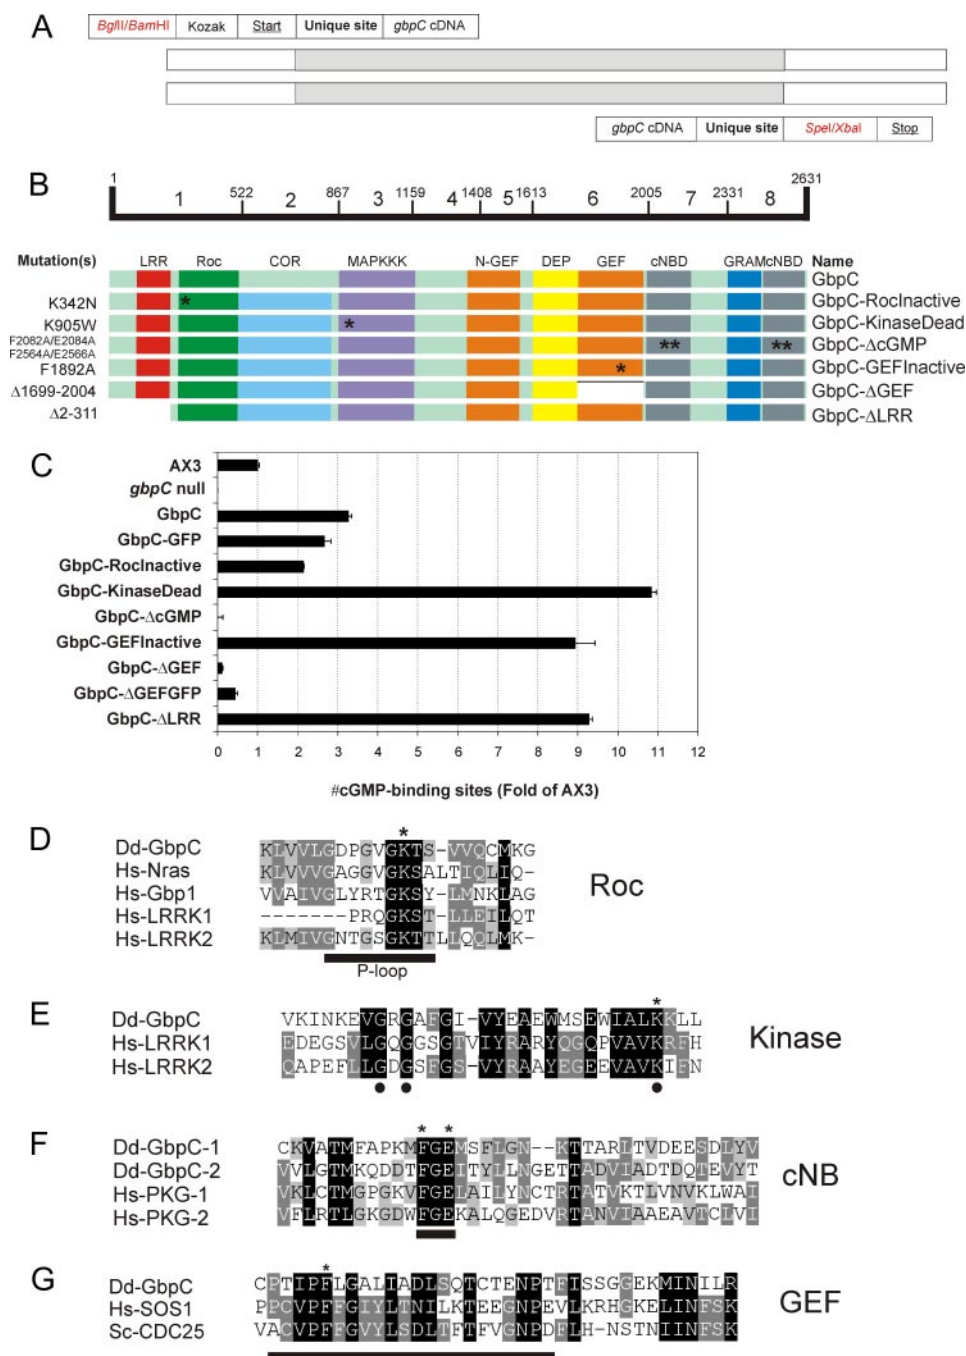 A
BglII/BamHI Kozak Start Unique site gbpC cDNA
gbpC cDNA Unique site SpeI/XbaI Stop
B
1 522 867 1159 1408 1613 2005 2331 2631
1 2 3 4 5 6 7 8
Mutation(s) LRR Roc COR MAPKKK N-GEF DEP GEF cNBD GRAM cNBD Name
GbpC
K342N * GbpC-RocInactive
K905W * GbpC-KinaseDead
F2082A/E2084A
F2564A/E2566A ** ** GbpC-ΔcGMP
F1892A * GbpC-GEFInactive
Δ1699-2004 GbpC-ΔGEF
Δ2-311 GbpC-ΔLRR
C
AX3
gbpC null
GbpC
GbpC-GFP
GbpC-RocInactive
GbpC-KinaseDead
GbpC-ΔcGMP
GbpC-GEFInactive
GbpC-ΔGEF
GbpC-ΔGEFGFP
GbpC-ΔLRR
0 1 2 3 4 5 6 7 8 9 10 11 12
#cGMP-binding sites (Fold of AX3)
D
*
Dd-GbpC KLVVLGDPGVGKTS-VVQCMKG
Hs-Nras KLVVVGAGGVGKSALTIQLIQ-
Hs-Gbp1 VVAIVGLYRTGKSY-LMNKLAG
Hs-LRRK1 -------PRQGKST-LLEILQT
Hs-LRRK2 KLMIVGNTGSGKTTLLQQLMK-
Roc
P-loop
E
*
Dd-GbpC VKINKEVGRGAFGI-VYEAEWMSEWIALKKLL
Hs-LRRK1 EDEGSVLGQGGSGTVIYRARYQGQPVAVKRFH
Hs-LRRK2 QAPEFLLGDGSFGS-VYRAAYEGEEVAVKIFN
Kinase
F
* *
Dd-GbpC-1 CKVATMFAPKMFGEMSFLGN--KTTARLTVDEESDLYV
Dd-GbpC-2 VVLGTMKQDDTFGEITYLLNGETTADVIADTDQTEVYT
Hs-PKG-1 VKLCTMGPGKVFGELAILYNCTRTATVKTLVNVKLWAI
Hs-PKG-2 VFLRTLGKGDWFGEKALQGEDVRTANVIAAEAVTCLVI
cNB
G
*
Dd-GbpC CPTIPFLGALIADLSQTCTENPTFISSGGEKMINILR
Hs-SOS1 PPCVPFFGIYLTNILKTEEGNPEVLKRHGKELINFSK
Sc-CDC25 VACVPFFGVYLSDLTFTFVGNPDFLH-NSTNIINFSK
GEF